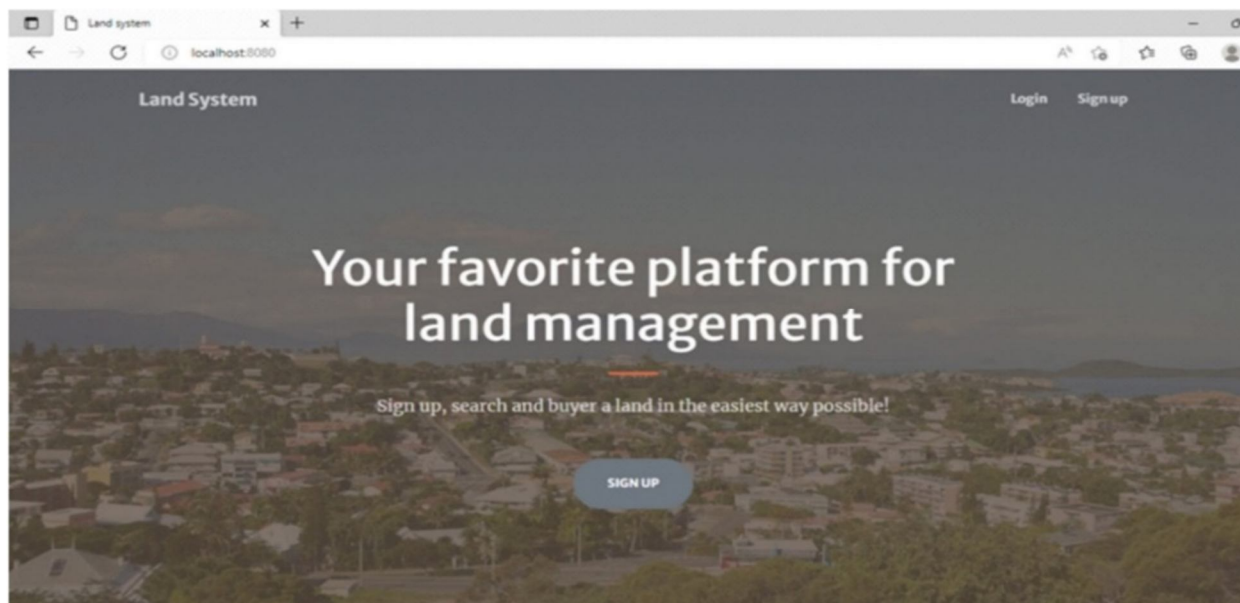 Land system
localhost:8080
Land System
Login
Sign up
Your favorite platform for
land management
Sign up, search and buyer a land in the easiest way possible!
SIGN UP